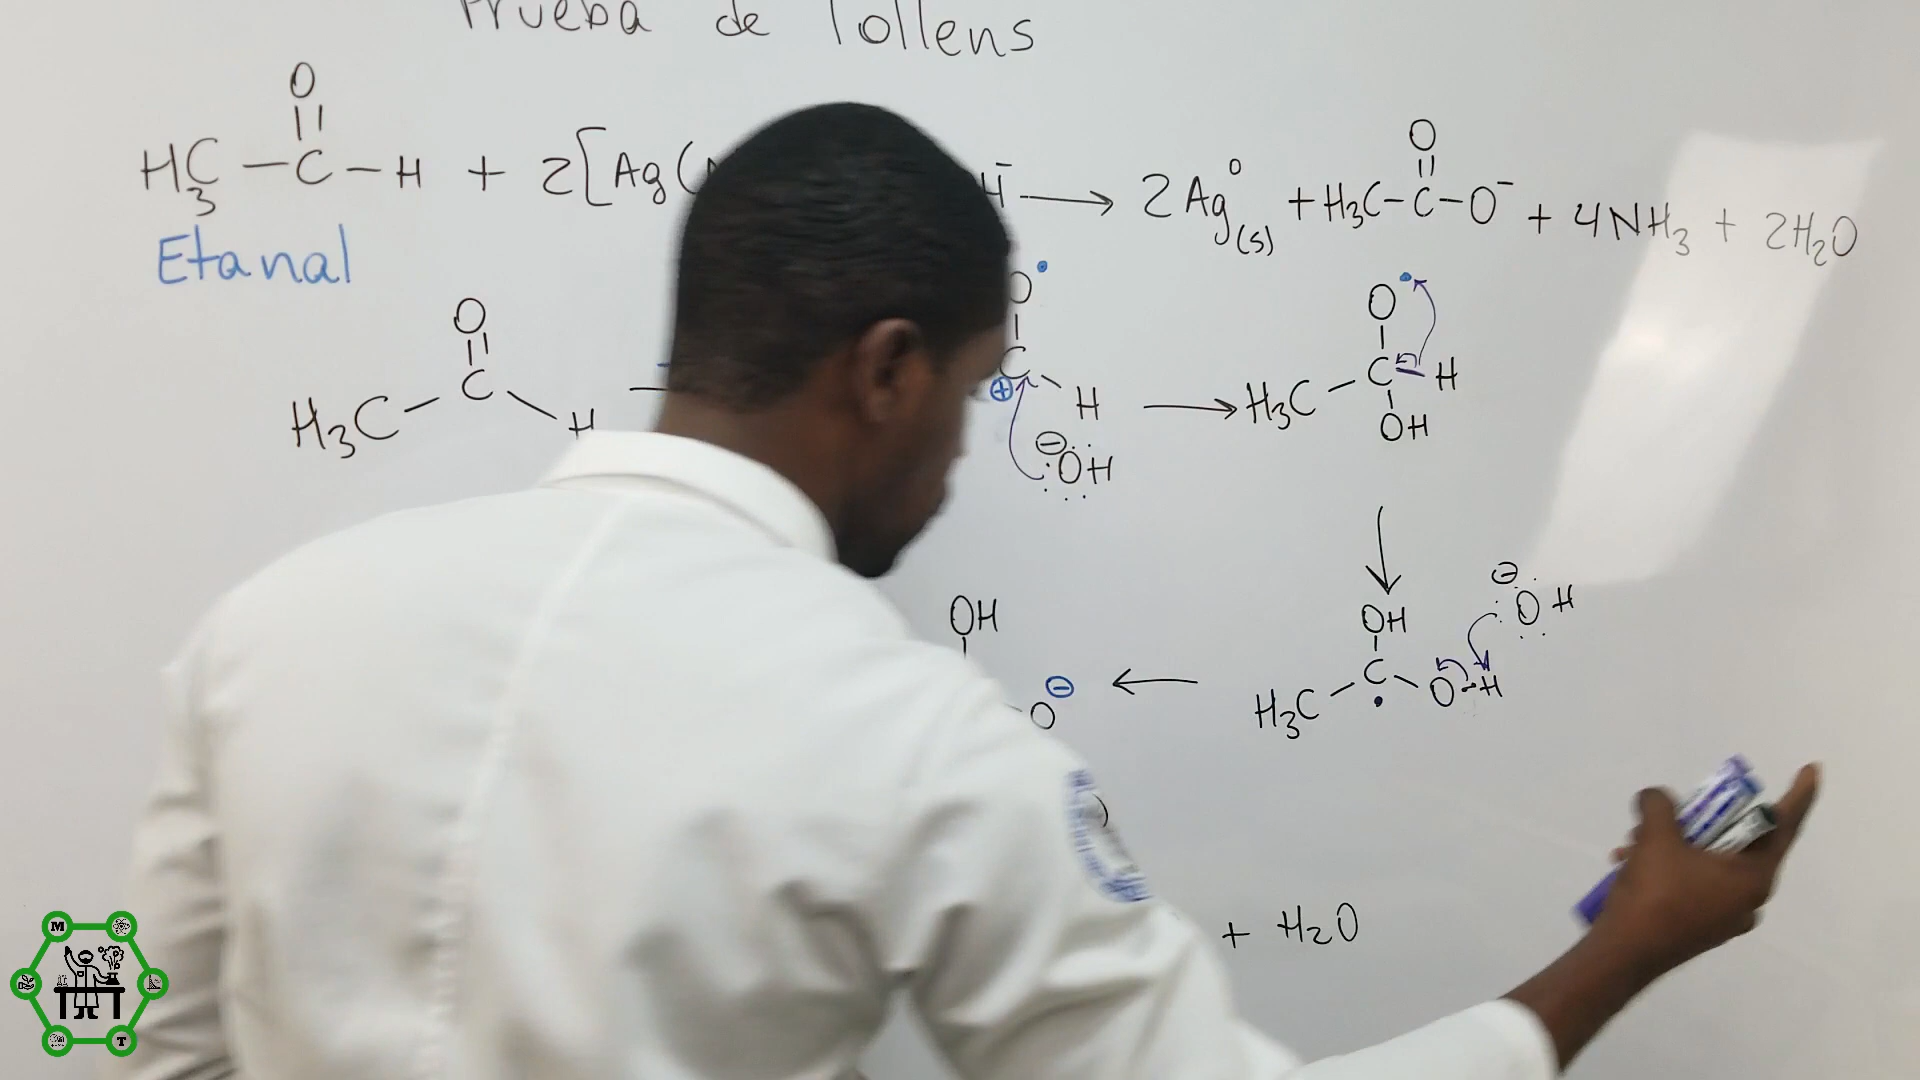 Prueba de Tollens
O
H3C - C - H + 2[Ag( H⁻ → 2Ag°(s) + H3C - C - O⁻ + 4NH3 + 2H2O
O
Etanal
O
H3C - C - H
O•
C ⊕ H
⊖ :OH
→ H3C - C - H
O•
OH
OH
H3C - C - O - H
⊖ :OH
←
OH
O ⊖
+ H2O
M
T